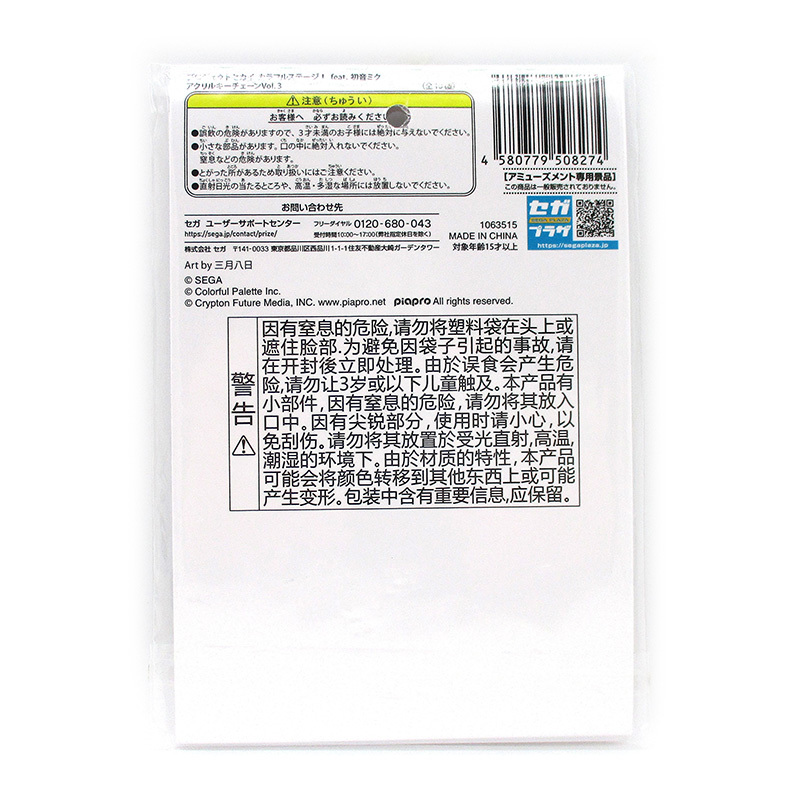 プロジェクトセカイ カラフルステージ！ feat. 初音ミク
アクリルキーチェーンVol.3
⚠注意（ちゅうい）
お客様へ 必ずお読みください
●誤飲の危険がありますので、3才未満のお子様には絶対に与えないでください。
●小さな部品があります。口の中に絶対入れないでください。
窒息などの危険があります。
●とがった所があるため取り扱いにはご注意ください。
●直射日光の当たるところや、高温・多湿な場所には放置しないでください。
4 580779 508274
【アミューズメント専用景品】
この商品は一般販売されておりません。
お問い合わせ先
セガ ユーザーサポートセンター フリーダイヤル 0120-680-043
https://sega.jp/contact/prize/ 受付時間10:00～17:00(弊社指定休日を除く)
株式会社 セガ 〒141-0033 東京都品川区西品川1-1-1住友不動産大崎ガーデンタワー
1063515
MADE IN CHINA
対象年齢15才以上
セガ
プラザ
https://segaplaza.jp
Art by 三月八日
© SEGA
© Colorful Palette Inc.
© Crypton Future Media, INC. www.piapro.net piapro All rights reserved.
警告⚠
因有窒息的危险,请勿将塑料袋在头上或
遮住脸部.为避免因袋子引起的事故,请
在开封後立即处理。由於误食会产生危
险,请勿让3岁或以下儿童触及。本产品有
小部件，因有窒息的危险，请勿将其放入
口中。因有尖锐部分，使用时请小心，以
免刮伤。请勿将其放置於受光直射,高温,
潮湿的环境下。由於材质的特性，本产品
可能会将颜色转移到其他东西上或可能
产生变形。包装中含有重要信息,应保留。